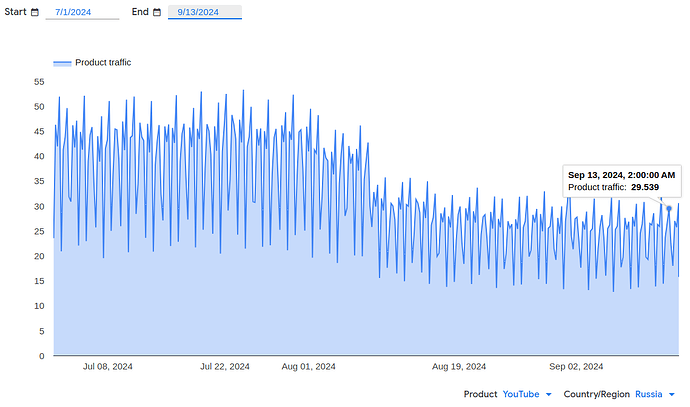 Start 7/1/2024 End 9/13/2024
Product traffic
55
50
45
40
35
30
25
20
15
10
5
0
Sep 13, 2024, 2:00:00 AM
Product traffic: 29.539
Jul 08, 2024 Jul 22, 2024 Aug 01, 2024 Aug 19, 2024 Sep 02, 2024
Product YouTube Country/Region Russia